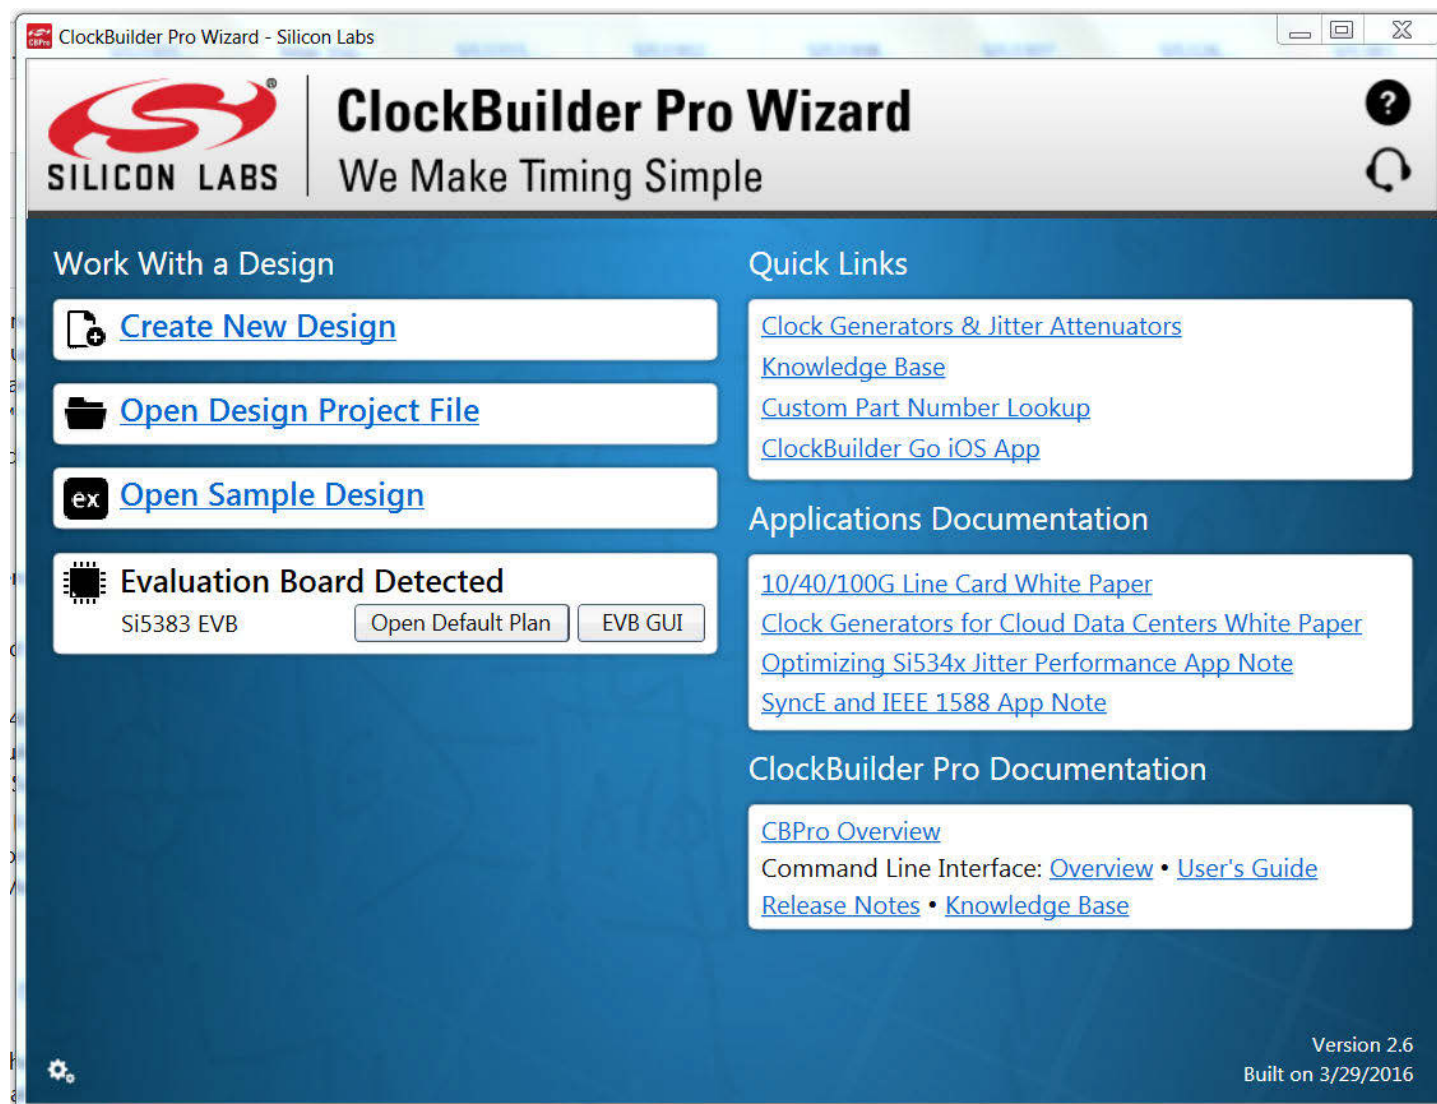 ClockBuilder Pro Wizard - Silicon Labs
SILICON LABS
ClockBuilder Pro Wizard
We Make Timing Simple
Work With a Design
Create New Design
Open Design Project File
ex Open Sample Design
Evaluation Board Detected
Si5383 EVB Open Default Plan EVB GUI
Quick Links
Clock Generators & Jitter Attenuators
Knowledge Base
Custom Part Number Lookup
ClockBuilder Go iOS App
Applications Documentation
10/40/100G Line Card White Paper
Clock Generators for Cloud Data Centers White Paper
Optimizing Si534x Jitter Performance App Note
SyncE and IEEE 1588 App Note
ClockBuilder Pro Documentation
CBPro Overview
Command Line Interface: Overview • User's Guide
Release Notes • Knowledge Base
Version 2.6
Built on 3/29/2016